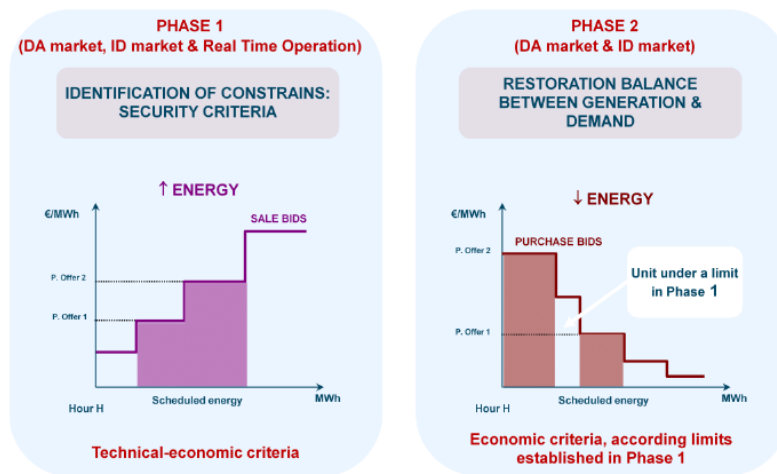 PHASE 1
(DA market, ID market & Real Time Operation)
IDENTIFICATION OF CONSTRAINS:
SECURITY CRITERIA
↑ ENERGY
€/MWh
SALE BIDS
P. Offer 2
P. Offer 1
Hour H
Scheduled energy
MWh
Technical-economic criteria
PHASE 2
(DA market & ID market)
RESTORATION BALANCE
BETWEEN GENERATION &
DEMAND
↓ ENERGY
€/MWh
PURCHASE BIDS
P. Offer 2
Unit under a limit
in Phase 1
P. Offer 1
Hour H
Scheduled energy
MWh
Economic criteria, according limits
established in Phase 1